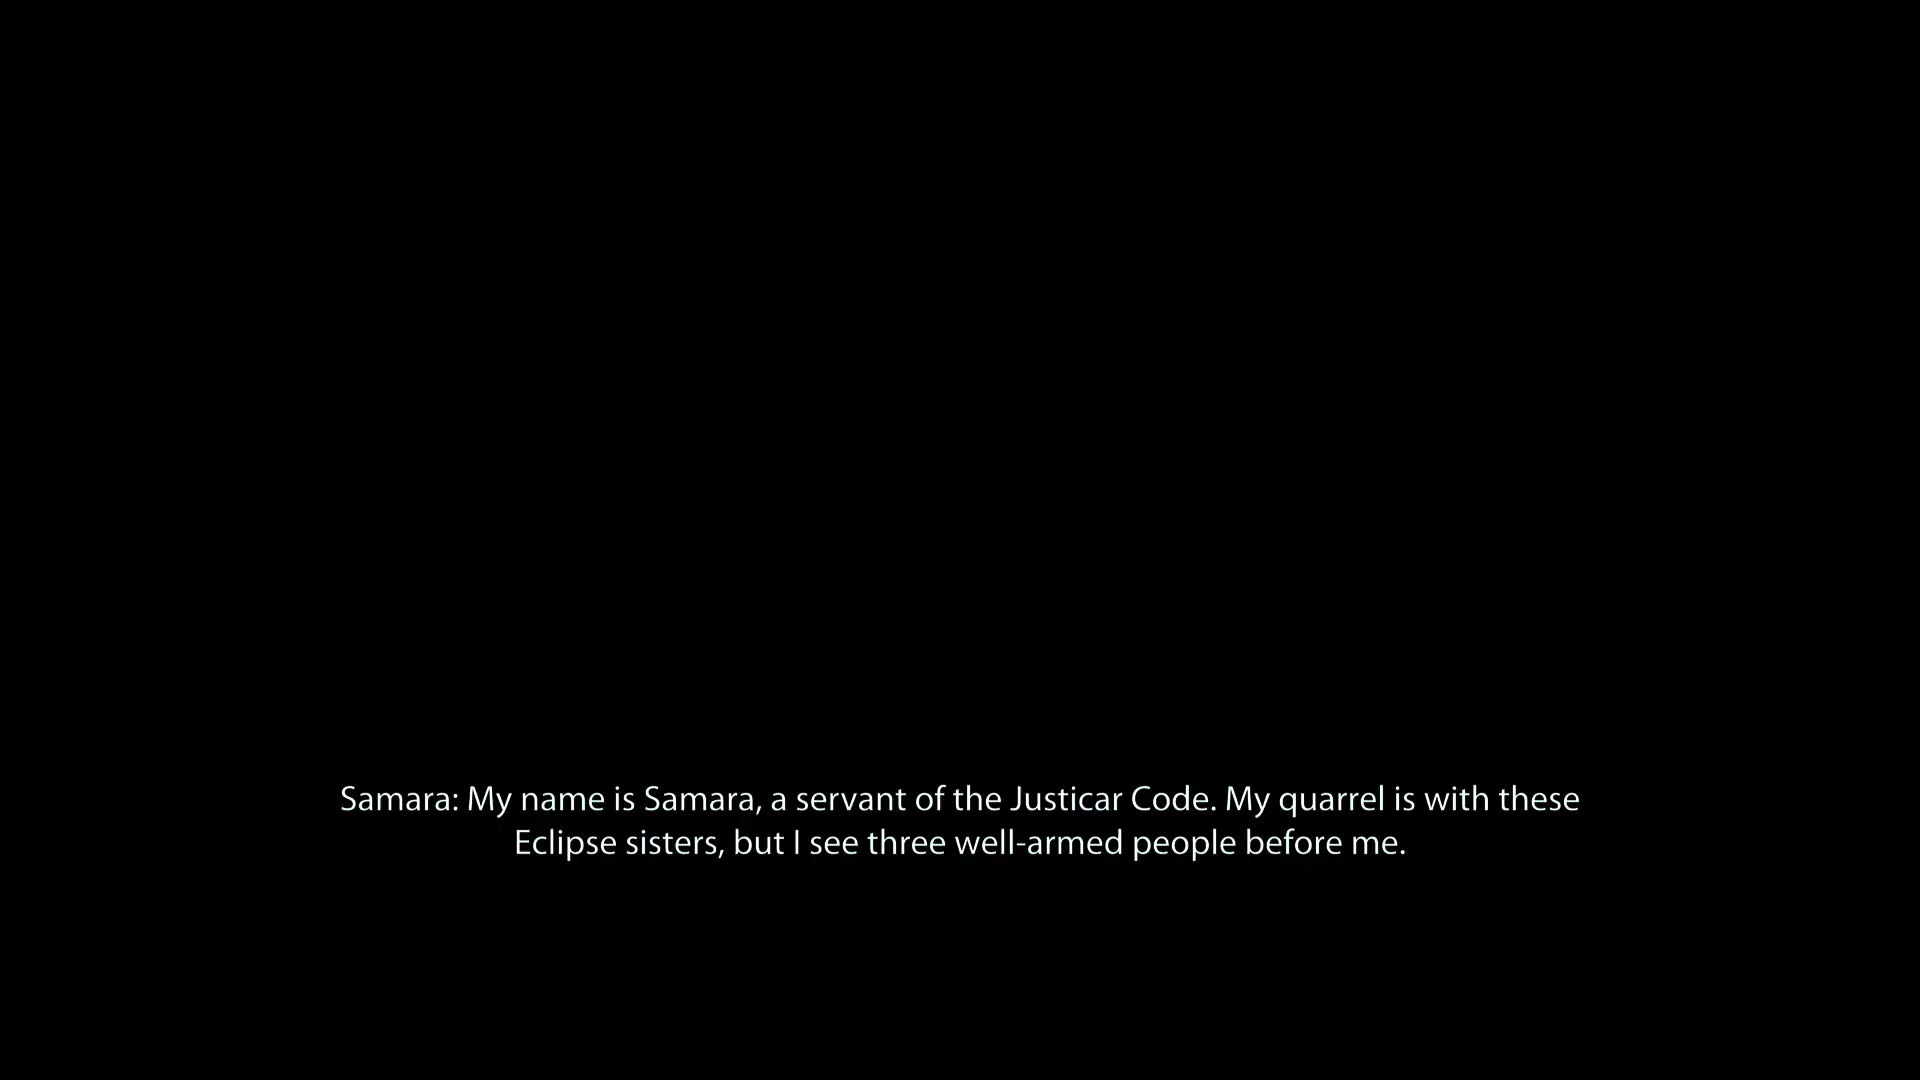 Samara: My name is Samara, a servant of the Justicar Code. My quarrel is with these
Eclipse sisters, but I see three well-armed people before me.